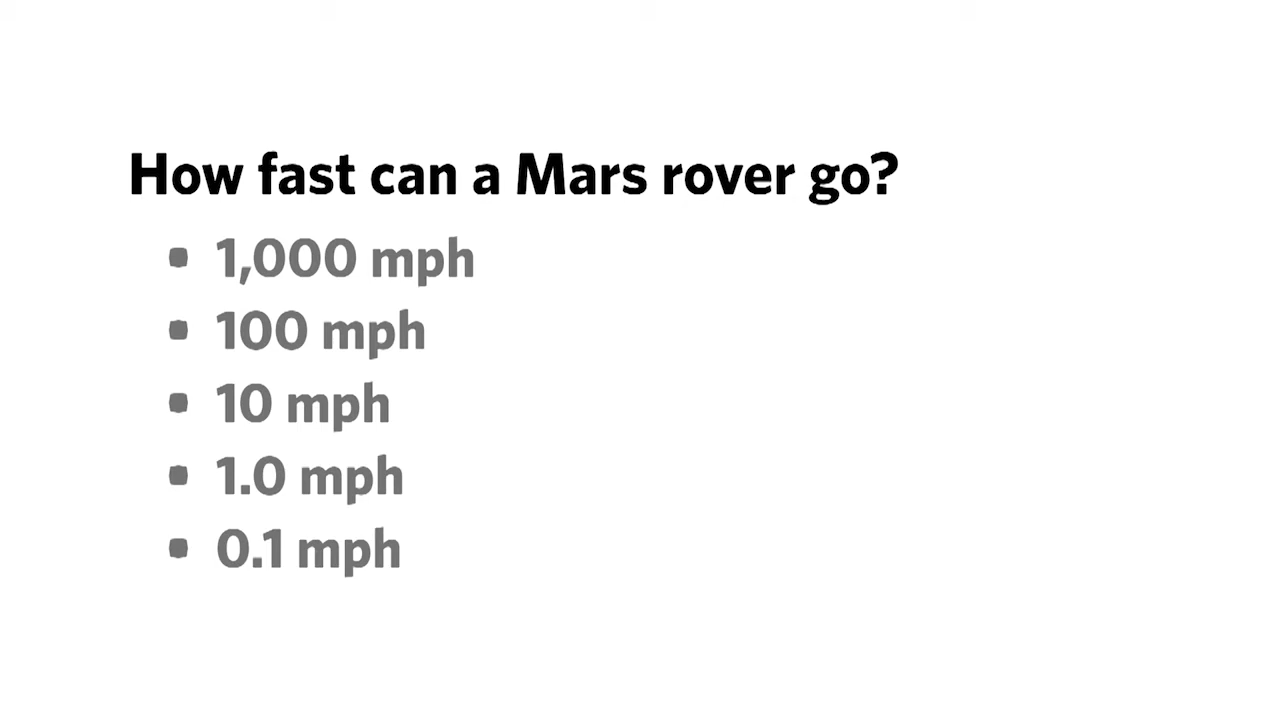 How fast can a Mars rover go?
▪ 1,000 mph
▪ 100 mph
▪ 10 mph
▪ 1.0 mph
▪ 0.1 mph